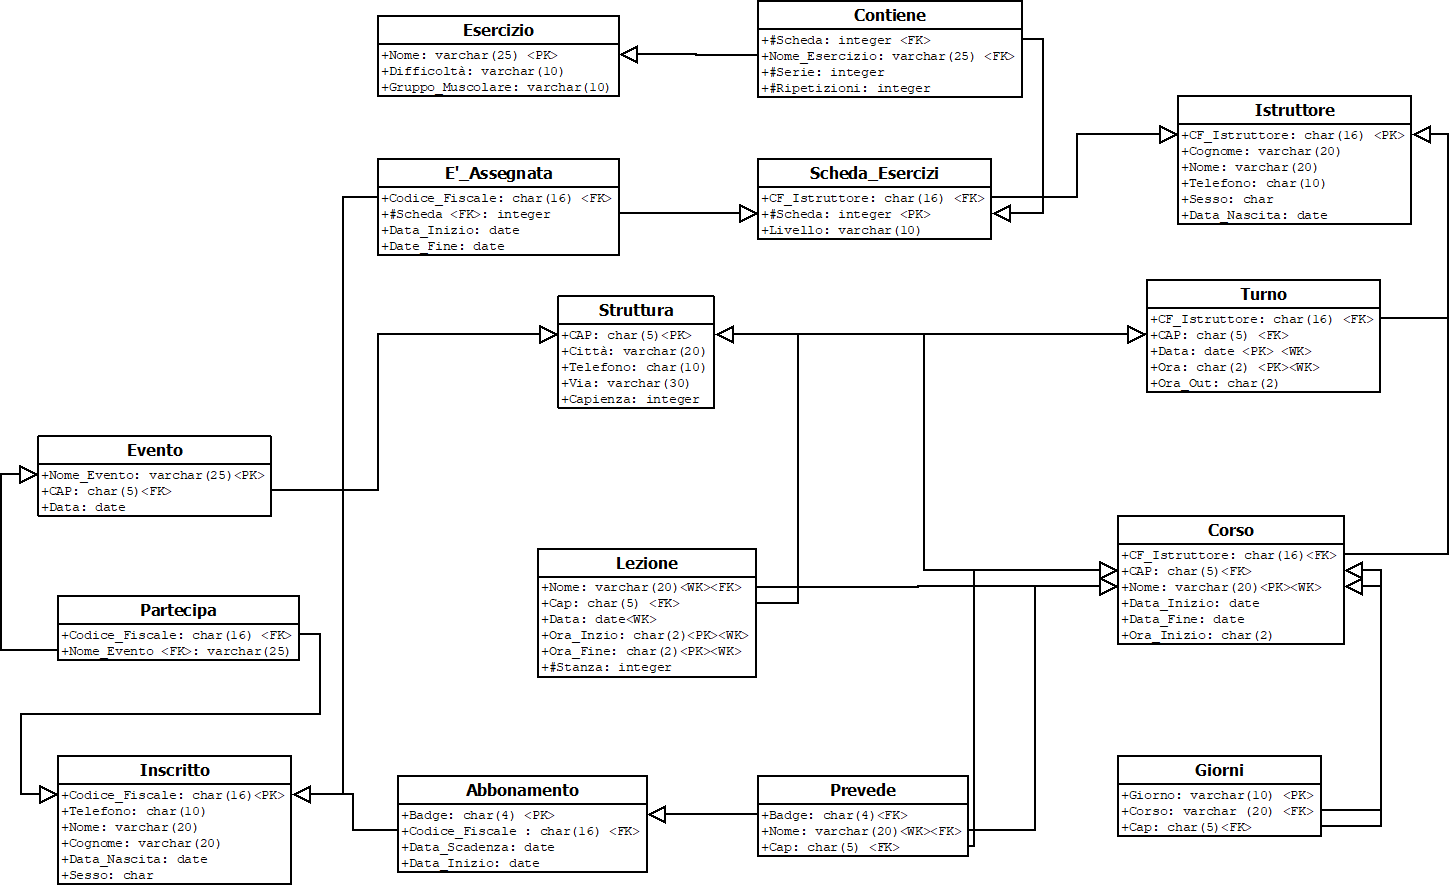 Esercizio
+Nome: varchar(25) <PK>
+Difficoltà: varchar(10)
+Gruppo_Muscolare: varchar(10)
Contiene
+#Scheda: integer <FK>
+Nome_Esercizio: varchar(25) <FK>
+#Serie: integer
+#Ripetizioni: integer
Istruttore
+CF_Istruttore: char(16) <PK>
+Cognome: varchar(20)
+Nome: varchar(20)
+Telefono: char(10)
+Sesso: char
+Data_Nascita: date
E'_Assegnata
+Codice_Fiscale: char(16) <FK>
+#Scheda <FK>: integer
+Data_Inizio: date
+Date_Fine: date
Scheda_Esercizi
+CF_Istruttore: char(16) <FK>
+#Scheda: integer <PK>
+Livello: varchar(10)
Struttura
+CAP: char(5)<PK>
+Città: varchar(20)
+Telefono: char(10)
+Via: varchar(30)
+Capienza: integer
Turno
+CF_Istruttore: char(16) <FK>
+CAP: char(5) <FK>
+Data: date <PK> <WK>
+Ora: char(2) <PK><WK>
+Ora_Out: char(2)
Evento
+Nome_Evento: varchar(25)<PK>
+CAP: char(5)<FK>
+Data: date
Lezione
+Nome: varchar(20)<WK><FK>
+Cap: char(5) <FK>
+Data: date<WK>
+Ora_Inzio: char(2)<PK><WK>
+Ora_Fine: char(2)<PK><WK>
+#Stanza: integer
Corso
+CF_Istruttore: char(16)<FK>
+CAP: char(5)<FK>
+Nome: varchar(20)<PK><WK>
+Data_Inizio: date
+Data_Fine: date
+Ora_Inizio: char(2)
Partecipa
+Codice_Fiscale: char(16) <FK>
+Nome_Evento <FK>: varchar(25)
Inscritto
+Codice_Fiscale: char(16)<PK>
+Telefono: char(10)
+Nome: varchar(20)
+Cognome: varchar(20)
+Data_Nascita: date
+Sesso: char
Abbonamento
+Badge: char(4) <PK>
+Codice_Fiscale : char(16) <FK>
+Data_Scadenza: date
+Data_Inizio: date
Prevede
+Badge: char(4)<FK>
+Nome: varchar(20)<WK><FK>
+Cap: char(5) <FK>
Giorni
+Giorno: varchar(10) <PK>
+Corso: varchar (20) <FK>
+Cap: char(5)<FK>